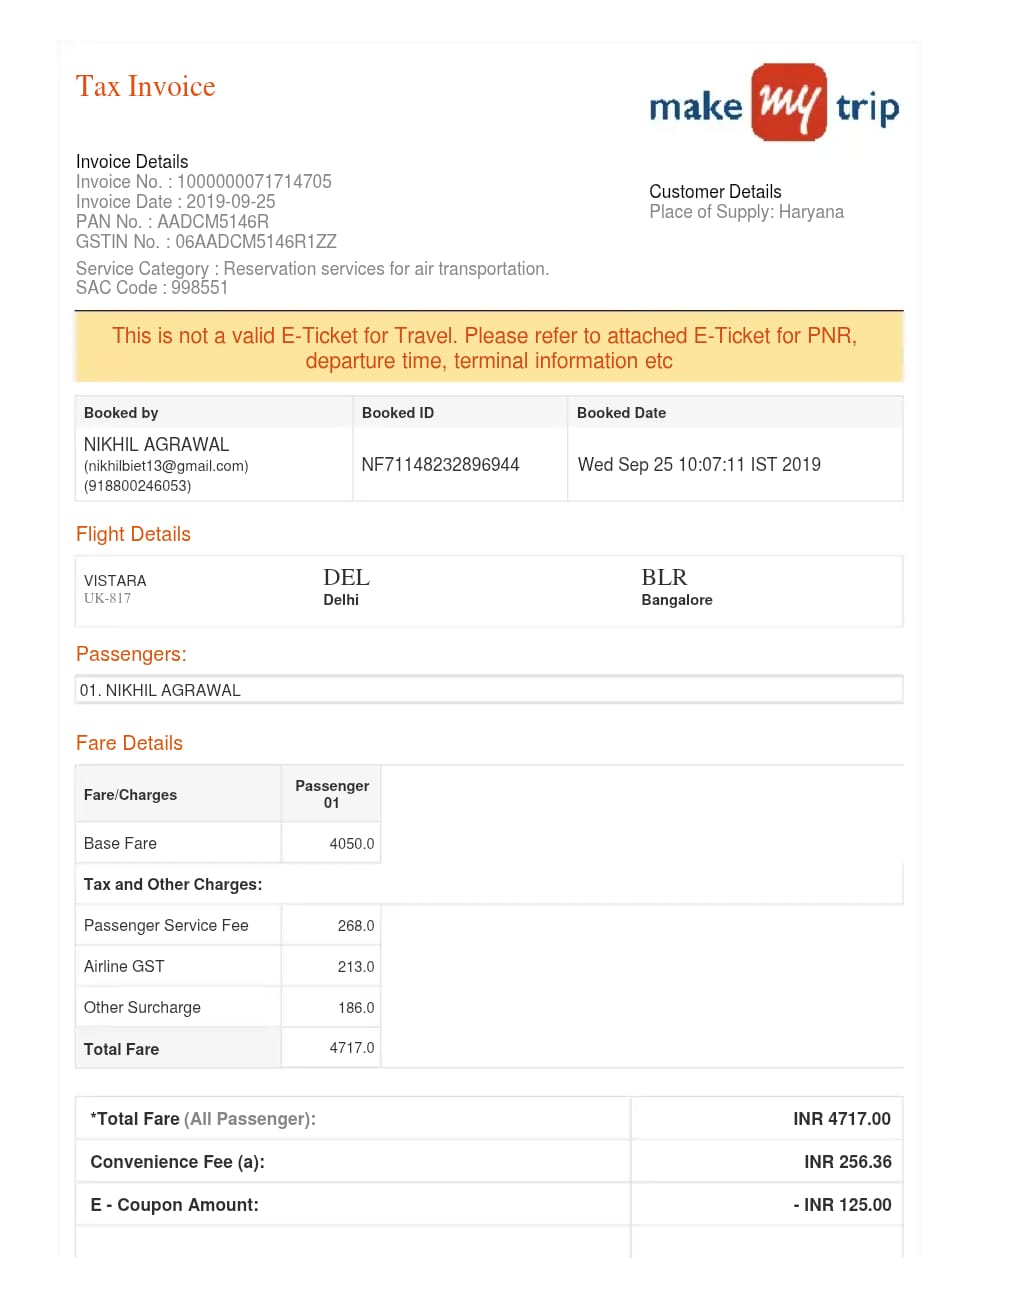 Tax Invoice
make my trip
Invoice Details
Invoice No. : 1000000071714705
Invoice Date : 2019-09-25
PAN No. : AADCM5146R
GSTIN No. : 06AADCM5146R1ZZ
Service Category : Reservation services for air transportation.
SAC Code : 998551
Customer Details
Place of Supply: Haryana
This is not a valid E-Ticket for Travel. Please refer to attached E-Ticket for PNR,
departure time, terminal information etc
Booked by Booked ID Booked Date
NIKHIL AGRAWAL
(nikhilbiet13@gmail.com)
(918800246053)
NF71148232896944
Wed Sep 25 10:07:11 IST 2019
Flight Details
VISTARA
UK-817
DEL
Delhi
BLR
Bangalore
Passengers:
01. NIKHIL AGRAWAL
Fare Details
Fare/Charges
Passenger
01
Base Fare 4050.0
Tax and Other Charges:
Passenger Service Fee 268.0
Airline GST 213.0
Other Surcharge 186.0
Total Fare 4717.0
*Total Fare (All Passenger): INR 4717.00
Convenience Fee (a): INR 256.36
E - Coupon Amount: - INR 125.00